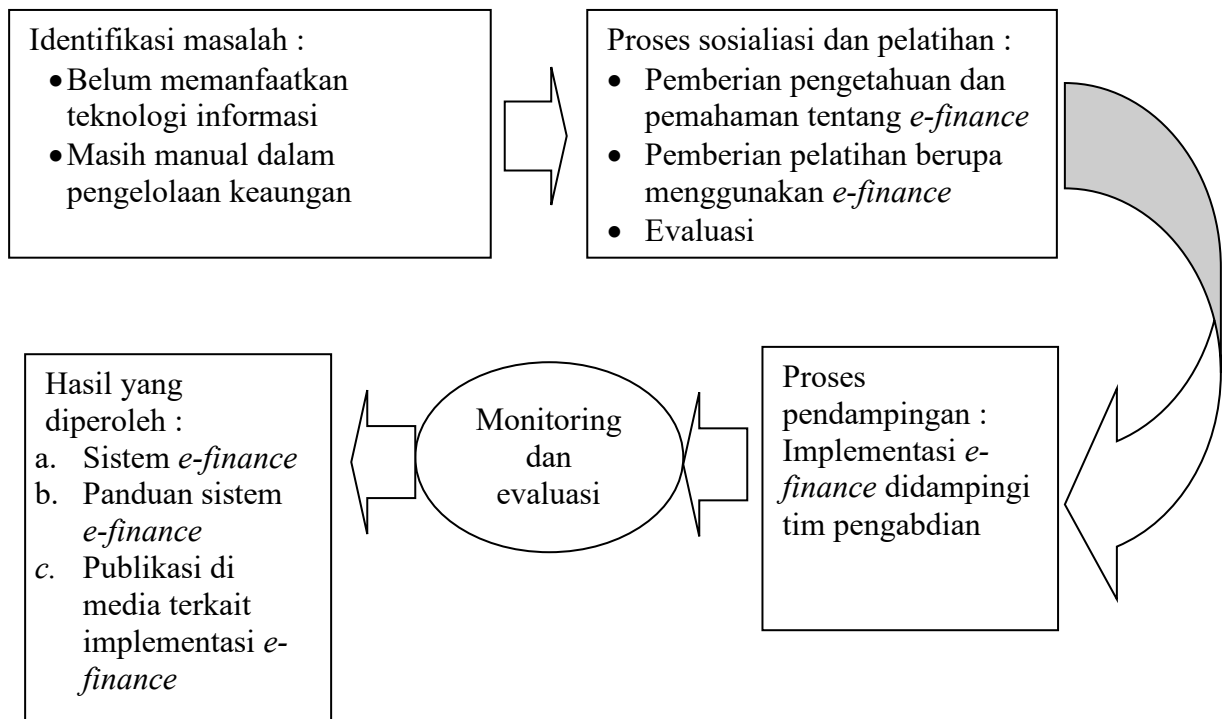 Identifikasi masalah :
•Belum memanfaatkan
teknologi informasi
•Masih manual dalam
pengelolaan keaungan
Proses sosialiasi dan pelatihan :
• Pemberian pengetahuan dan
pemahaman tentang e-finance
• Pemberian pelatihan berupa
menggunakan e-finance
• Evaluasi
Proses
pendampingan :
Implementasi e-
finance didampingi
tim pengabdian
Monitoring
dan
evaluasi
Hasil yang
diperoleh :
a. Sistem e-finance
b. Panduan sistem
e-finance
c. Publikasi di
media terkait
implementasi e-
finance